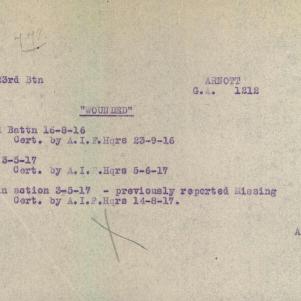 23rd Btn ARNOTT
G.A. 1212
"WOUNDED"
Battn 16-8-16
Cert. by A.I.F.Hqrs 23-9-16
3-5-17
Cert. by A.I.F.Hqrs 5-6-17
in action 3-5-17 - previously reported Missing
Cert. by A.I.F.Hqrs 14-8-17.
A